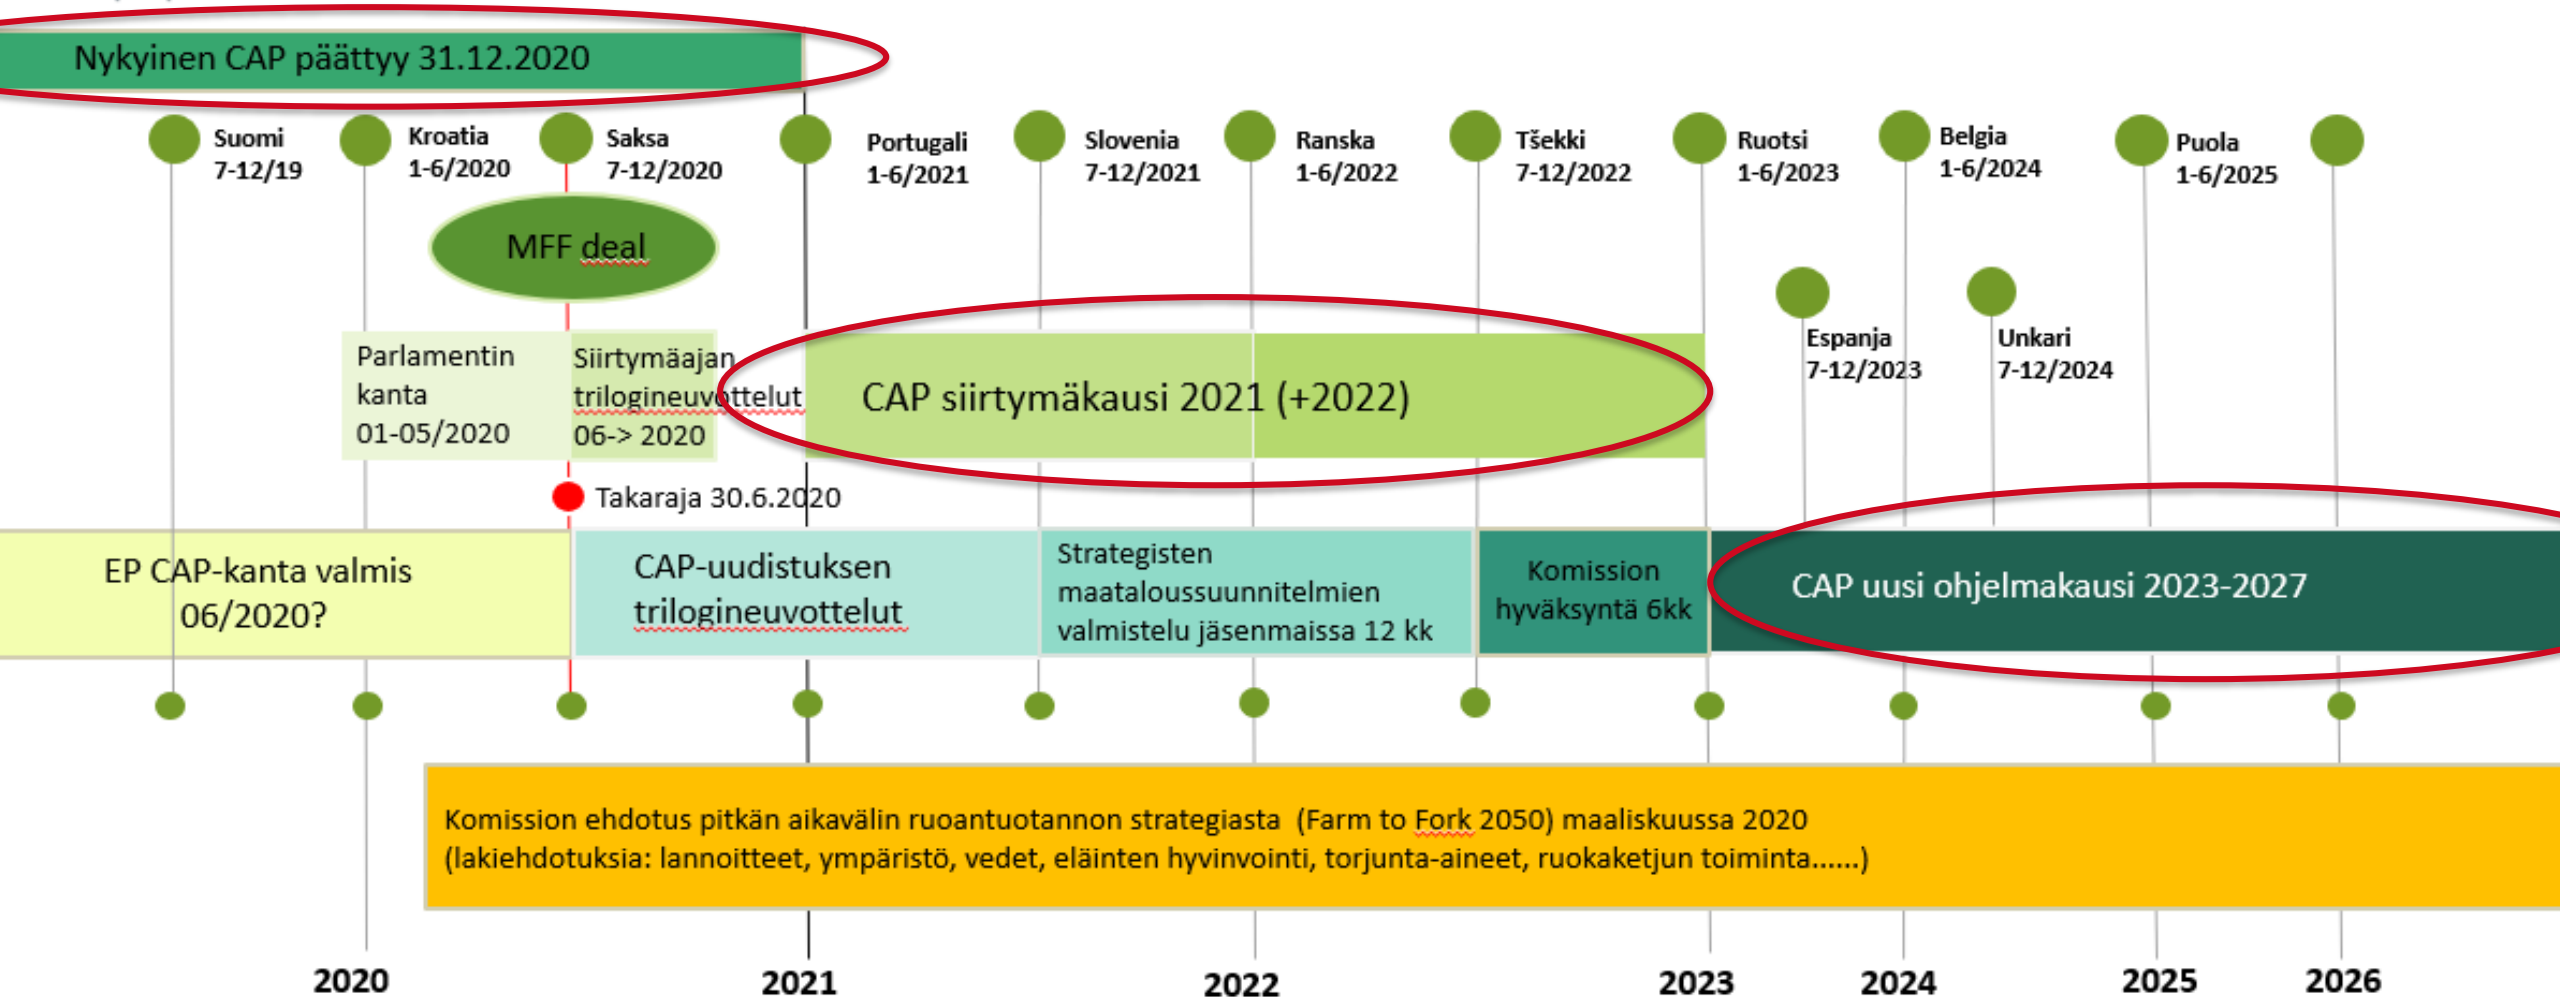 Nykyinen CAP päättyy 31.12.2020
Suomi
7-12/19
Kroatia
1-6/2020
Saksa
7-12/2020
Portugali
1-6/2021
Slovenia
7-12/2021
Ranska
1-6/2022
Tšekki
7-12/2022
Ruotsi
1-6/2023
Belgia
1-6/2024
Puola
1-6/2025
MFF deal
Espanja
7-12/2023
Unkari
7-12/2024
Parlamentin
kanta
01-05/2020
Siirtymäajan
trilogineuvottelut
06-> 2020
CAP siirtymäkausi 2021 (+2022)
Takaraja 30.6.2020
EP CAP-kanta valmis
06/2020?
CAP-uudistuksen
trilogineuvottelut
Strategisten
maataloussuunnitelmien
valmistelu jäsenmaissa 12 kk
Komission
hyväksyntä 6kk
CAP uusi ohjelmakausi 2023-2027
Komission ehdotus pitkän aikavälin ruoantuotannon strategiasta (Farm to Fork 2050) maaliskuussa 2020
(lakiehdotuksia: lannoitteet, ympäristö, vedet, eläinten hyvinvointi, torjunta-aineet, ruokaketjun toiminta......)
2020
2021
2022
2023
2024
2025
2026